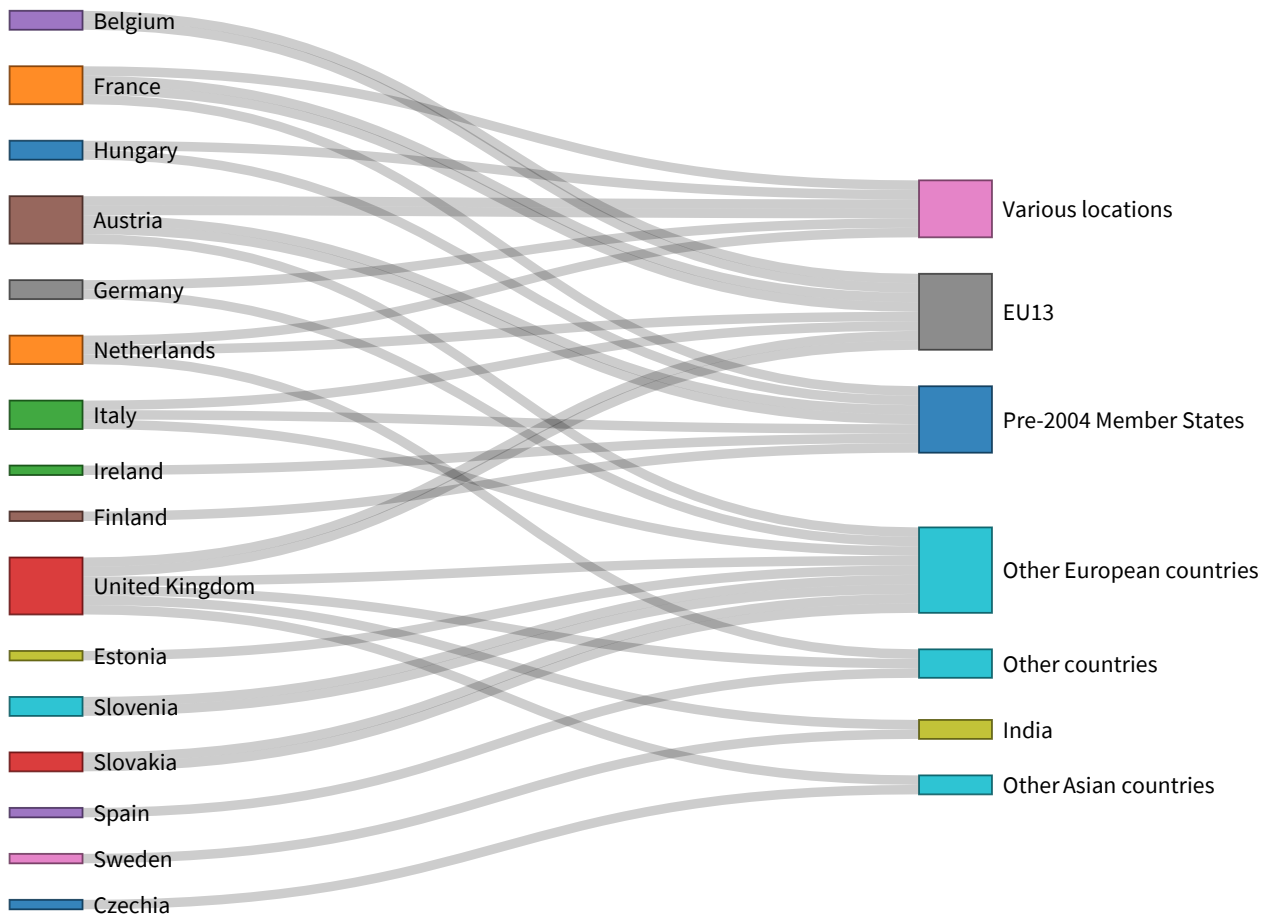 Belgium
France
Hungary
Austria
Germany
Netherlands
Italy
Ireland
Finland
United Kingdom
Estonia
Slovenia
Slovakia
Spain
Sweden
Czechia
Various locations
EU13
Pre-2004 Member States
Other European countries
Other countries
India
Other Asian countries